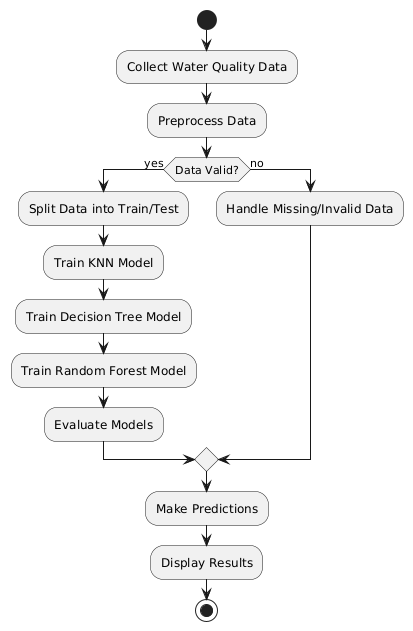 Collect Water Quality Data
Preprocess Data
Data Valid?
yes
no
Split Data into Train/Test
Handle Missing/Invalid Data
Train KNN Model
Train Decision Tree Model
Train Random Forest Model
Evaluate Models
Make Predictions
Display Results